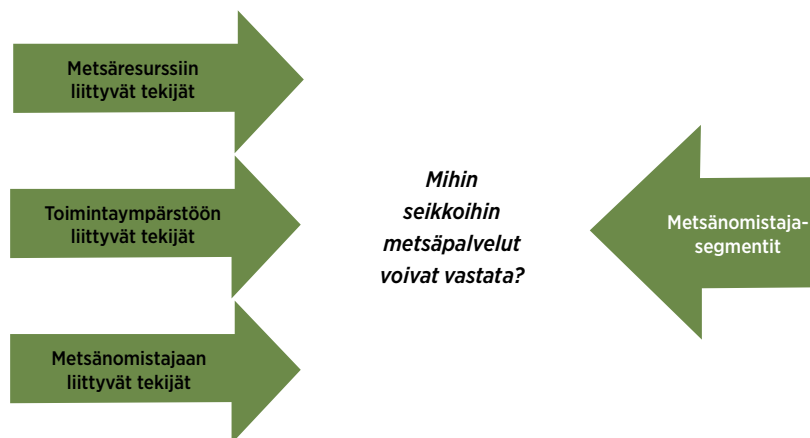 Metsäresurssiin
liittyvät tekijät
Toimintaympärstöön
liittyvät tekijät
Metsänomistajaan
liittyvät tekijät
Mihin
seikkoihin
metsäpalvelut
voivat vastata?
Metsänomistaja-
segmentit